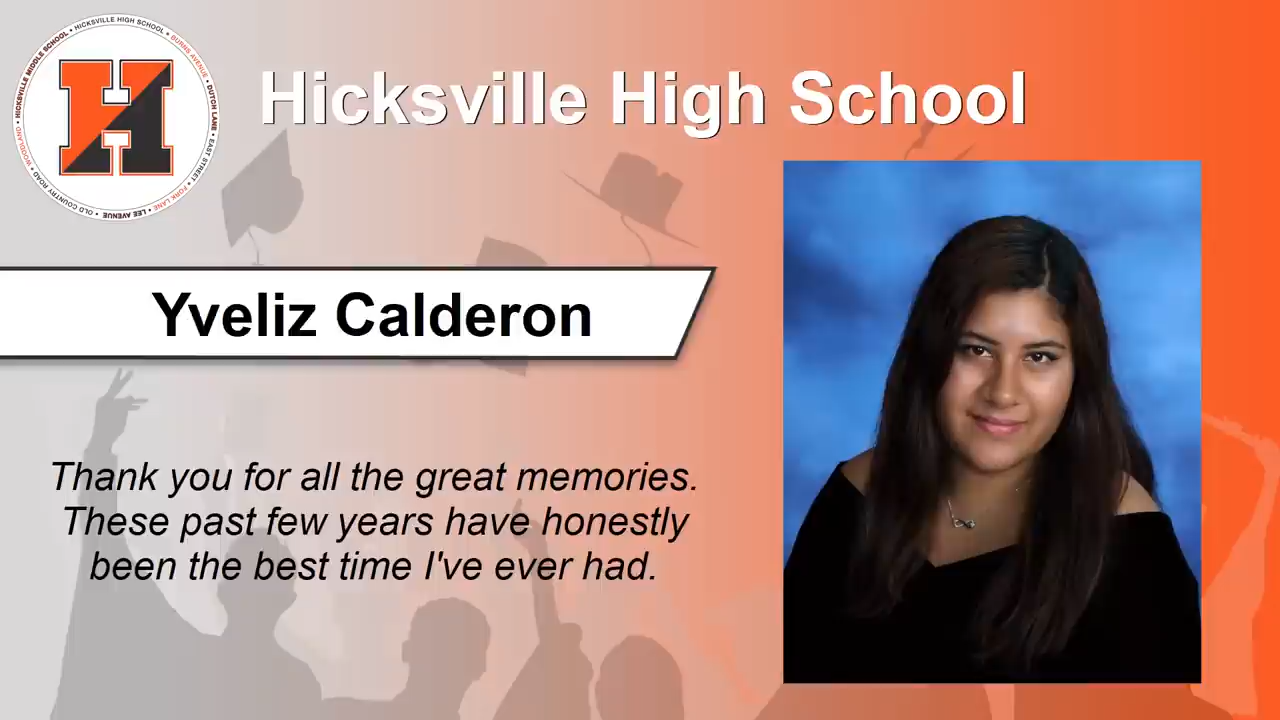 • HICKSVILLE MIDDLE SCHOOL • HICKSVILLE HIGH SCHOOL • BURNS AVENUE • DUTCH LANE • EAST STREET • FORK LANE • LEE AVENUE • OLD COUNTRY ROAD • WOODLAND
H
Hicksville High School
Yveliz Calderon
Thank you for all the great memories.
These past few years have honestly
been the best time I've ever had.